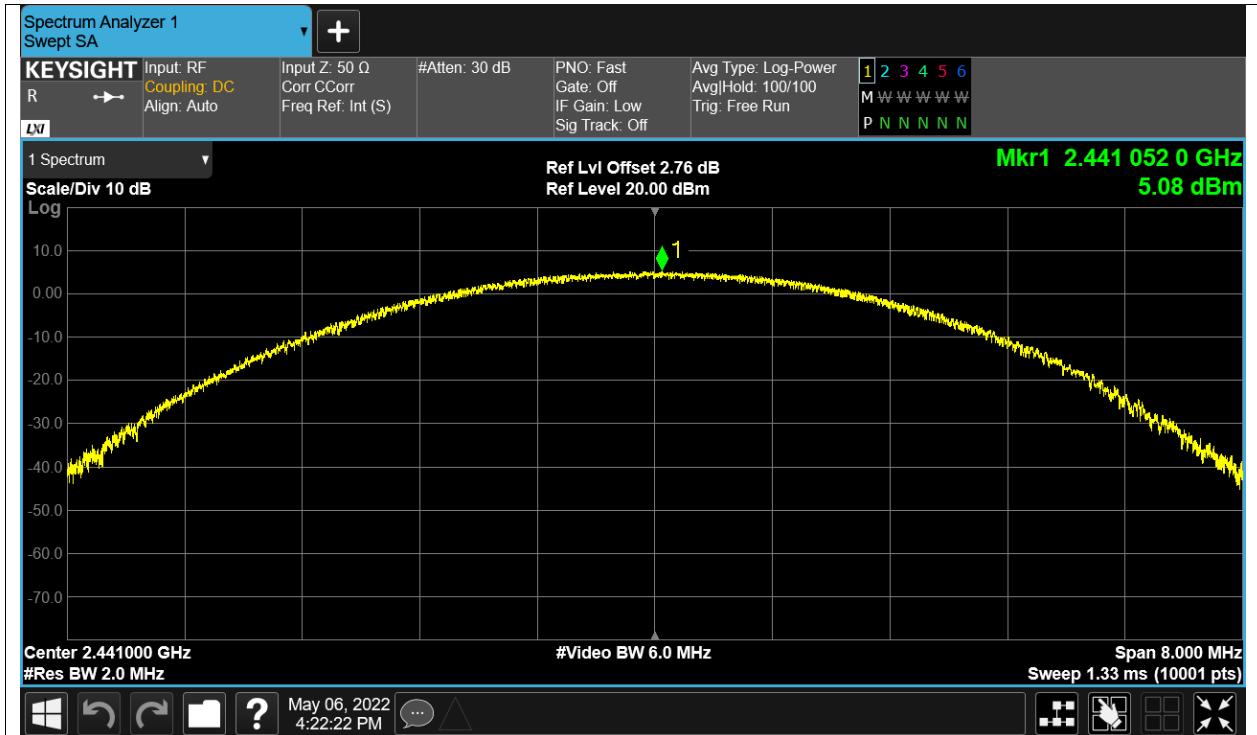 Spectrum Analyzer 1
Swept SA
+
KEYSIGHT
R
LXI
Input: RF
Coupling: DC
Align: Auto
Input Z: 50 Ω
Corr CCorr
Freq Ref: Int (S)
#Atten: 30 dB
PNO: Fast
Gate: Off
IF Gain: Low
Sig Track: Off
Avg Type: Log-Power
Avg|Hold: 100/100
Trig: Free Run
1 2 3 4 5 6
M W W W W W
P N N N N N
1 Spectrum
Scale/Div 10 dB
Log
Ref Lvl Offset 2.76 dB
Ref Level 20.00 dBm
Mkr1 2.441 052 0 GHz
5.08 dBm
1
10.0
0.00
-10.0
-20.0
-30.0
-40.0
-50.0
-60.0
-70.0
Center 2.441000 GHz
#Res BW 2.0 MHz
#Video BW 6.0 MHz
Span 8.000 MHz
Sweep 1.33 ms (10001 pts)
?
May 06, 2022
4:22:22 PM